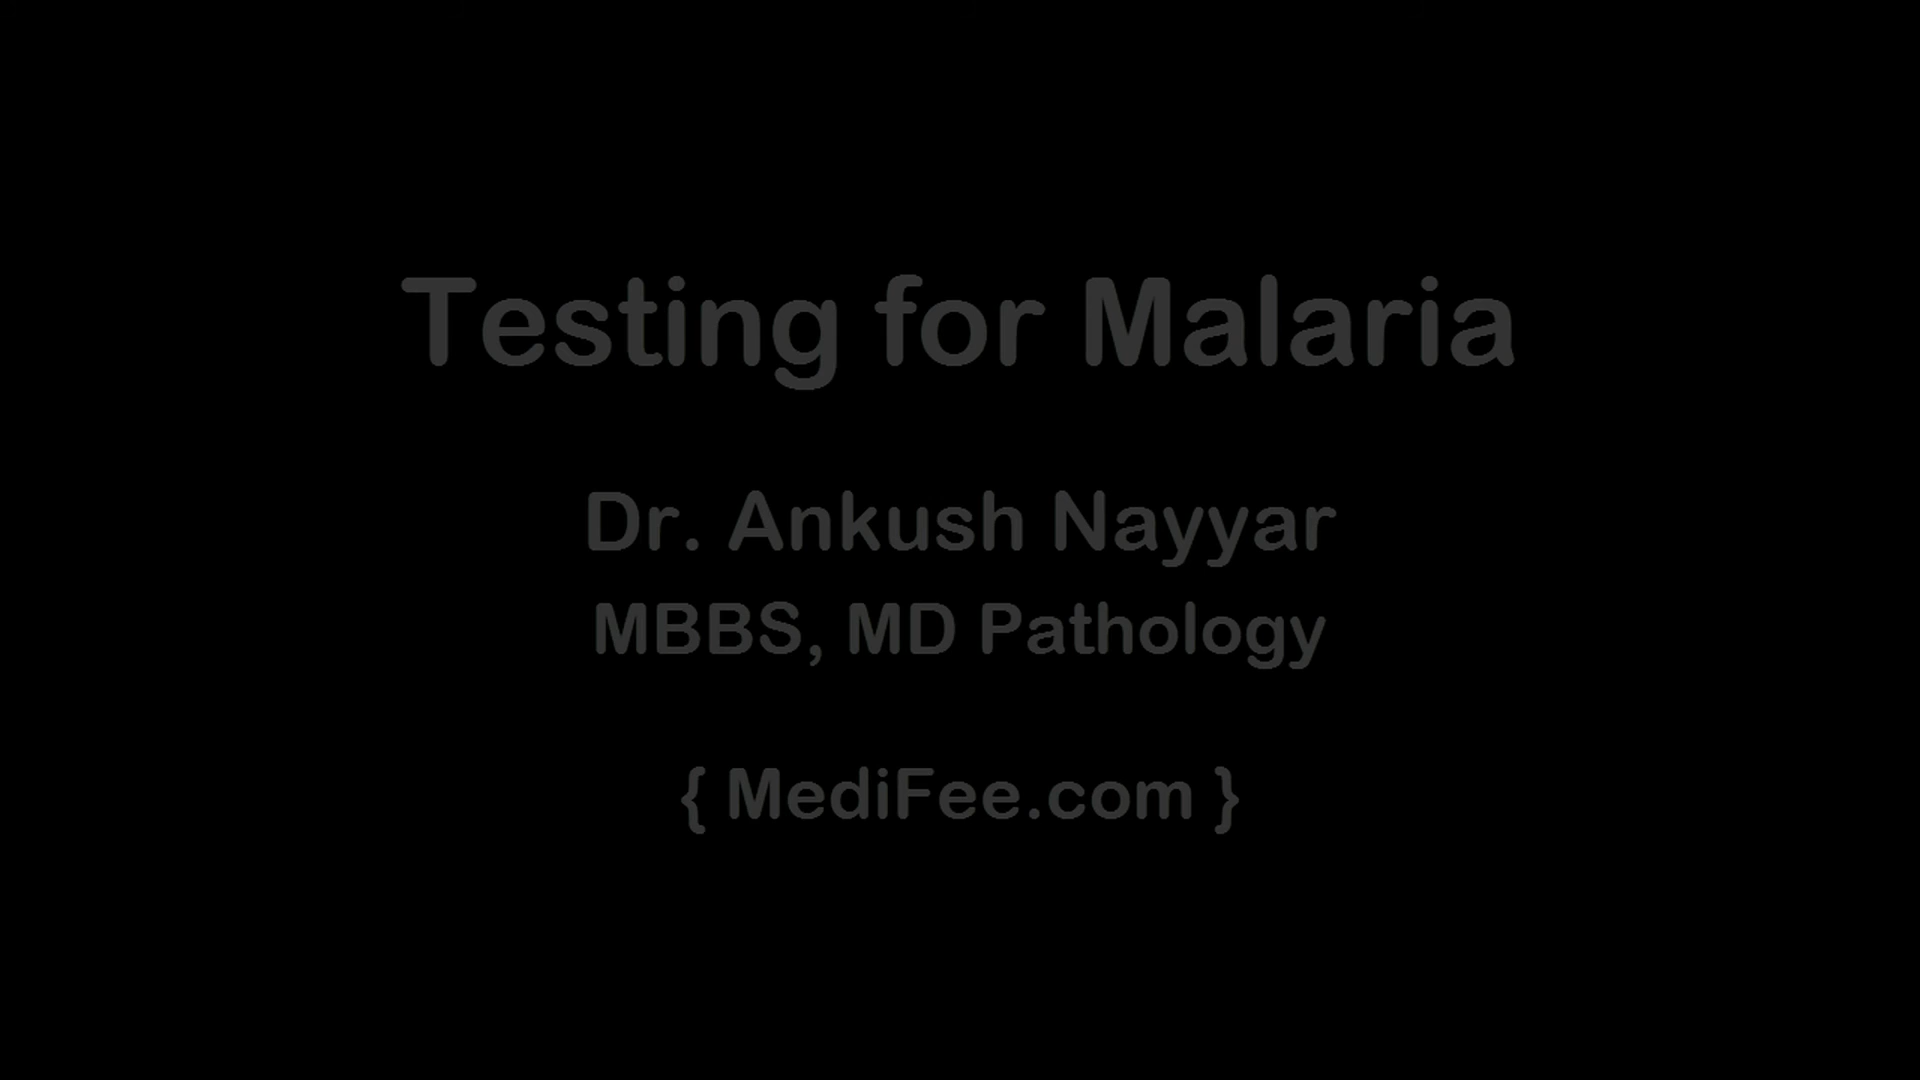 Testing for Malaria
Dr. Ankush Nayyar
MBBS, MD Pathology
{ MediFee.com }